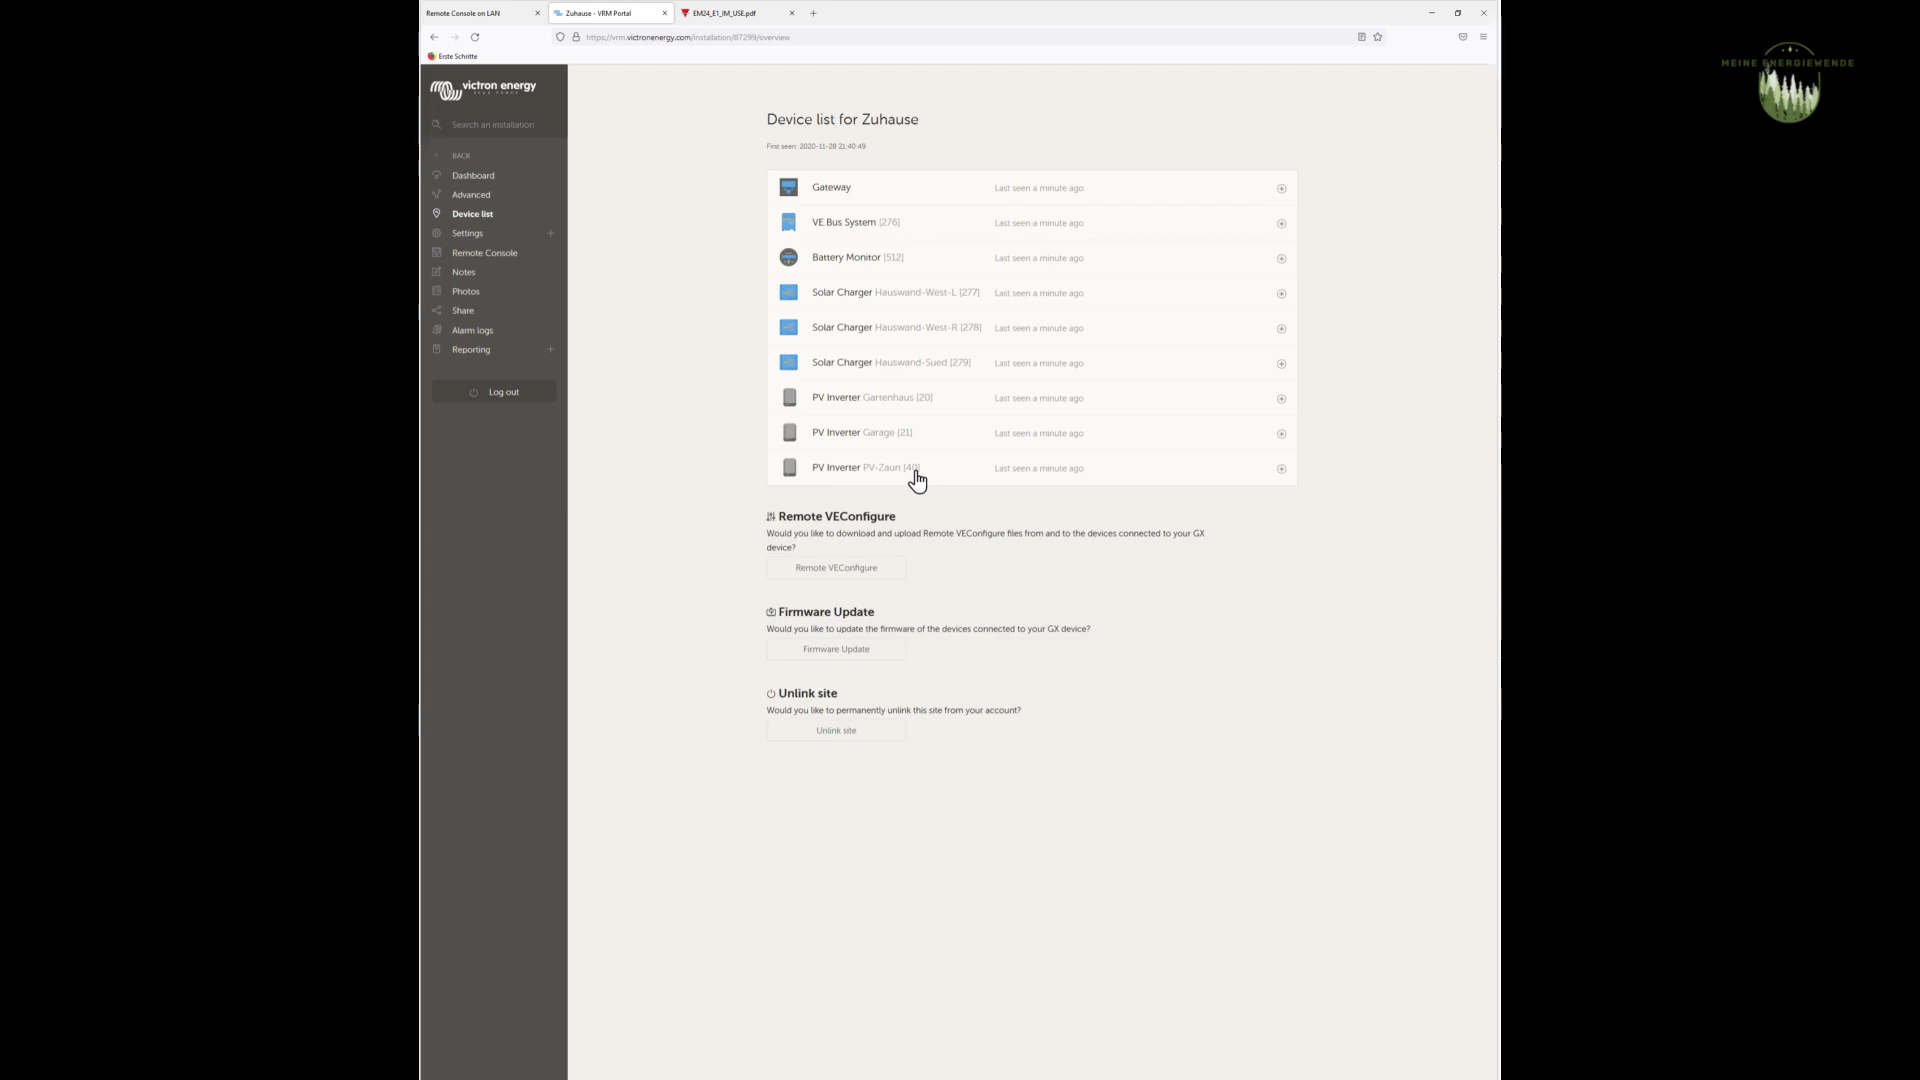 Remote Console on LAN
Zuhause - VRM Portal
EM24_E1_IM_USE.pdf
https://vrm.victronenergy.com/installation/87299/overview
Erste Schritte
victron energy
Search an installation
BACK
Dashboard
Advanced
Device list
Settings
Remote Console
Notes
Photos
Share
Alarm logs
Reporting
Log out
MEINE ENERGIEWENDE
Device list for Zuhause
First seen: 2020-11-28 21:40:49
Gateway Last seen a minute ago
VE.Bus System [276] Last seen a minute ago
Battery Monitor [512] Last seen a minute ago
Solar Charger Hauswand-West-L [277] Last seen a minute ago
Solar Charger Hauswand-West-R [278] Last seen a minute ago
Solar Charger Hauswand-Sued [279] Last seen a minute ago
PV Inverter Gartenhaus [20] Last seen a minute ago
PV Inverter Garage [21] Last seen a minute ago
PV Inverter PV-Zaun [40] Last seen a minute ago
Remote VEConfigure
Would you like to download and upload Remote VEConfigure files from and to the devices connected to your GX
device?
Remote VEConfigure
Firmware Update
Would you like to update the firmware of the devices connected to your GX device?
Firmware Update
Unlink site
Would you like to permanently unlink this site from your account?
Unlink site